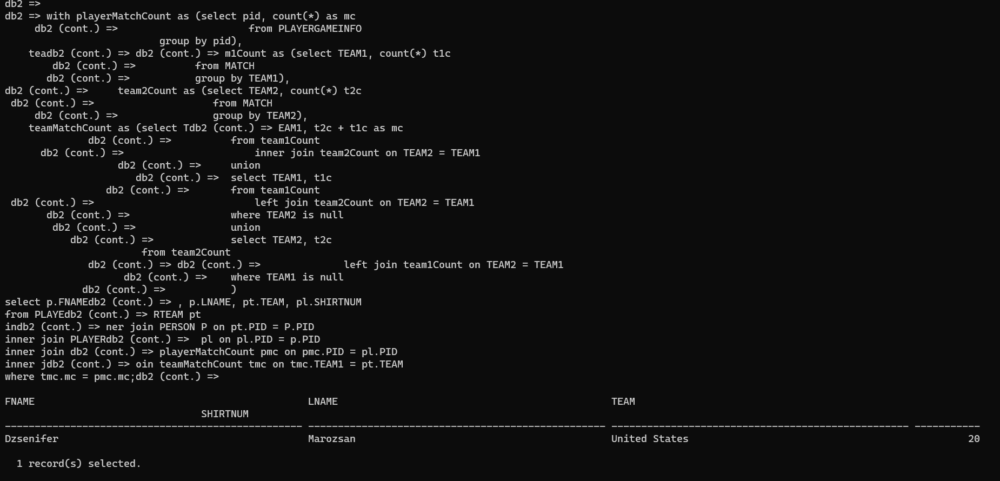 db2 =>
db2 => with playerMatchCount as (select pid, count(*) as mc
db2 (cont.) => from PLAYERGAMEINFO
group by pid),
teadb2 (cont.) => db2 (cont.) => m1Count as (select TEAM1, count(*) t1c
db2 (cont.) => from MATCH
db2 (cont.) => group by TEAM1),
db2 (cont.) => team2Count as (select TEAM2, count(*) t2c
db2 (cont.) => from MATCH
db2 (cont.) => group by TEAM2),
teamMatchCount as (select Tdb2 (cont.) => EAM1, t2c + t1c as mc
db2 (cont.) => from team1Count
db2 (cont.) => inner join team2Count on TEAM2 = TEAM1
db2 (cont.) => union
db2 (cont.) => select TEAM1, t1c
db2 (cont.) => from team1Count
db2 (cont.) => left join team2Count on TEAM2 = TEAM1
db2 (cont.) => where TEAM2 is null
db2 (cont.) => union
db2 (cont.) => select TEAM2, t2c
from team2Count
db2 (cont.) => db2 (cont.) => left join team1Count on TEAM2 = TEAM1
db2 (cont.) => where TEAM1 is null
db2 (cont.) => )
select p.FNAMEdb2 (cont.) => , p.LNAME, pt.TEAM, pl.SHIRTNUM
from PLAYEdb2 (cont.) => RTEAM pt
indb2 (cont.) => ner join PERSON P on pt.PID = P.PID
inner join PLAYERdb2 (cont.) => pl on pl.PID = p.PID
inner join db2 (cont.) => playerMatchCount pmc on pmc.PID = pl.PID
inner jdb2 (cont.) => oin teamMatchCount tmc on tmc.TEAM1 = pt.TEAM
where tmc.mc = pmc.mc;db2 (cont.) =>
FNAME LNAME TEAM
SHIRTNUM
-------------------------------------------------- -------------------------------------------------- -------------------------------------------------- -----------
Dzsenifer Marozsan United States 20
1 record(s) selected.